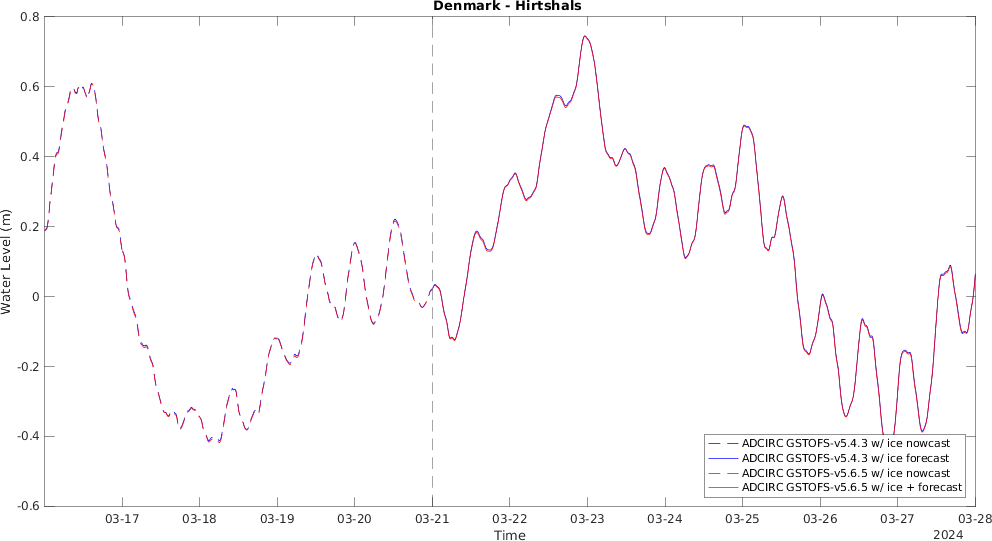 Denmark - Hirtshals
0.8
0.6
0.4
0.2
0
-0.2
-0.4
-0.6
Water Level (m)
ADCIRC GSTOFS-v5.4.3 w/ ice nowcast
ADCIRC GSTOFS-v5.4.3 w/ ice forecast
ADCIRC GSTOFS-v5.6.5 w/ ice nowcast
ADCIRC GSTOFS-v5.6.5 w/ ice + forecast
03-17 03-18 03-19 03-20 03-21 03-22 03-23 03-24 03-25 03-26 03-27 03-28
Time
2024